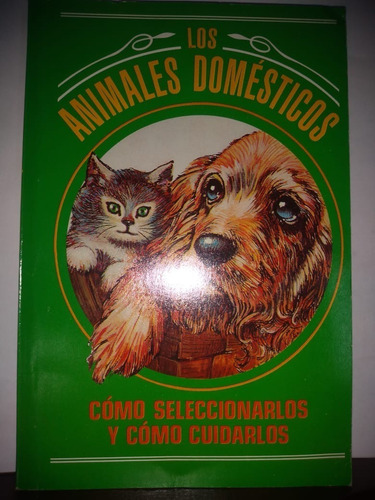 LOS
ANIMALES DOMÉSTICOS
CÓMO SELECCIONARLOS
Y CÓMO CUIDARLOS